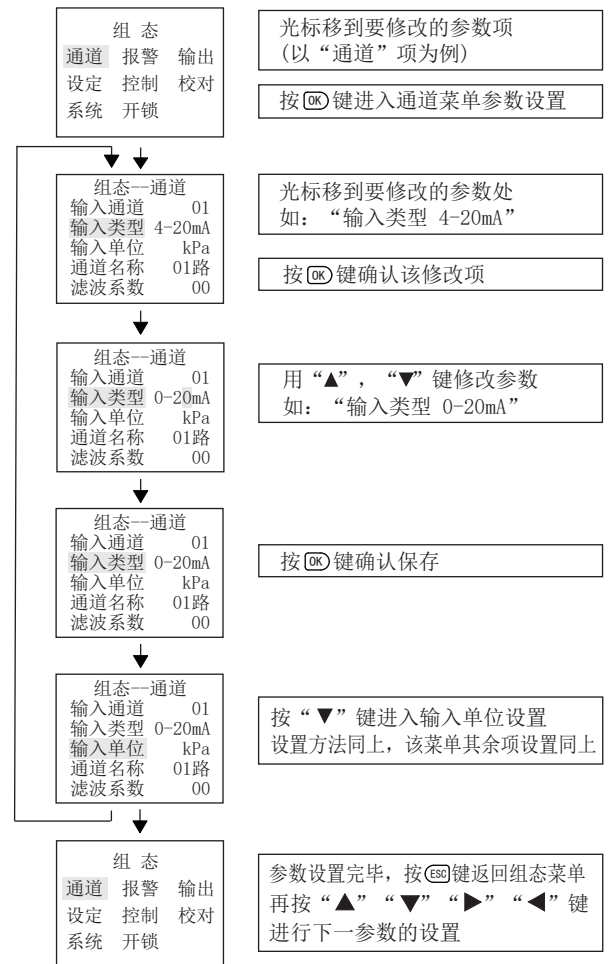 组 态
通道 报警 输出
设定 控制 校对
系统 开锁
光标移到要修改的参数项
(以“通道”项为例)
按OK键进入通道菜单参数设置
组态--通道
输入通道 01
输入类型 4-20mA
输入单位 kPa
通道名称 01路
滤波系数 00
光标移到要修改的参数处
如：“输入类型 4-20mA”
按OK键确认该修改项
组态--通道
输入通道 01
输入类型 0-20mA
输入单位 kPa
通道名称 01路
滤波系数 00
用“▲”，“▼”键修改参数
如：“输入类型 0-20mA”
组态--通道
输入通道 01
输入类型 0-20mA
输入单位 kPa
通道名称 01路
滤波系数 00
按OK键确认保存
组态--通道
输入通道 01
输入类型 0-20mA
输入单位 kPa
通道名称 01路
滤波系数 00
按“▼”键进入输入单位设置
设置方法同上，该菜单其余项设置同上
组 态
通道 报警 输出
设定 控制 校对
系统 开锁
参数设置完毕，按ESC键返回组态菜单
再按“▲”“▼”“▶”“◀”键
进行下一参数的设置